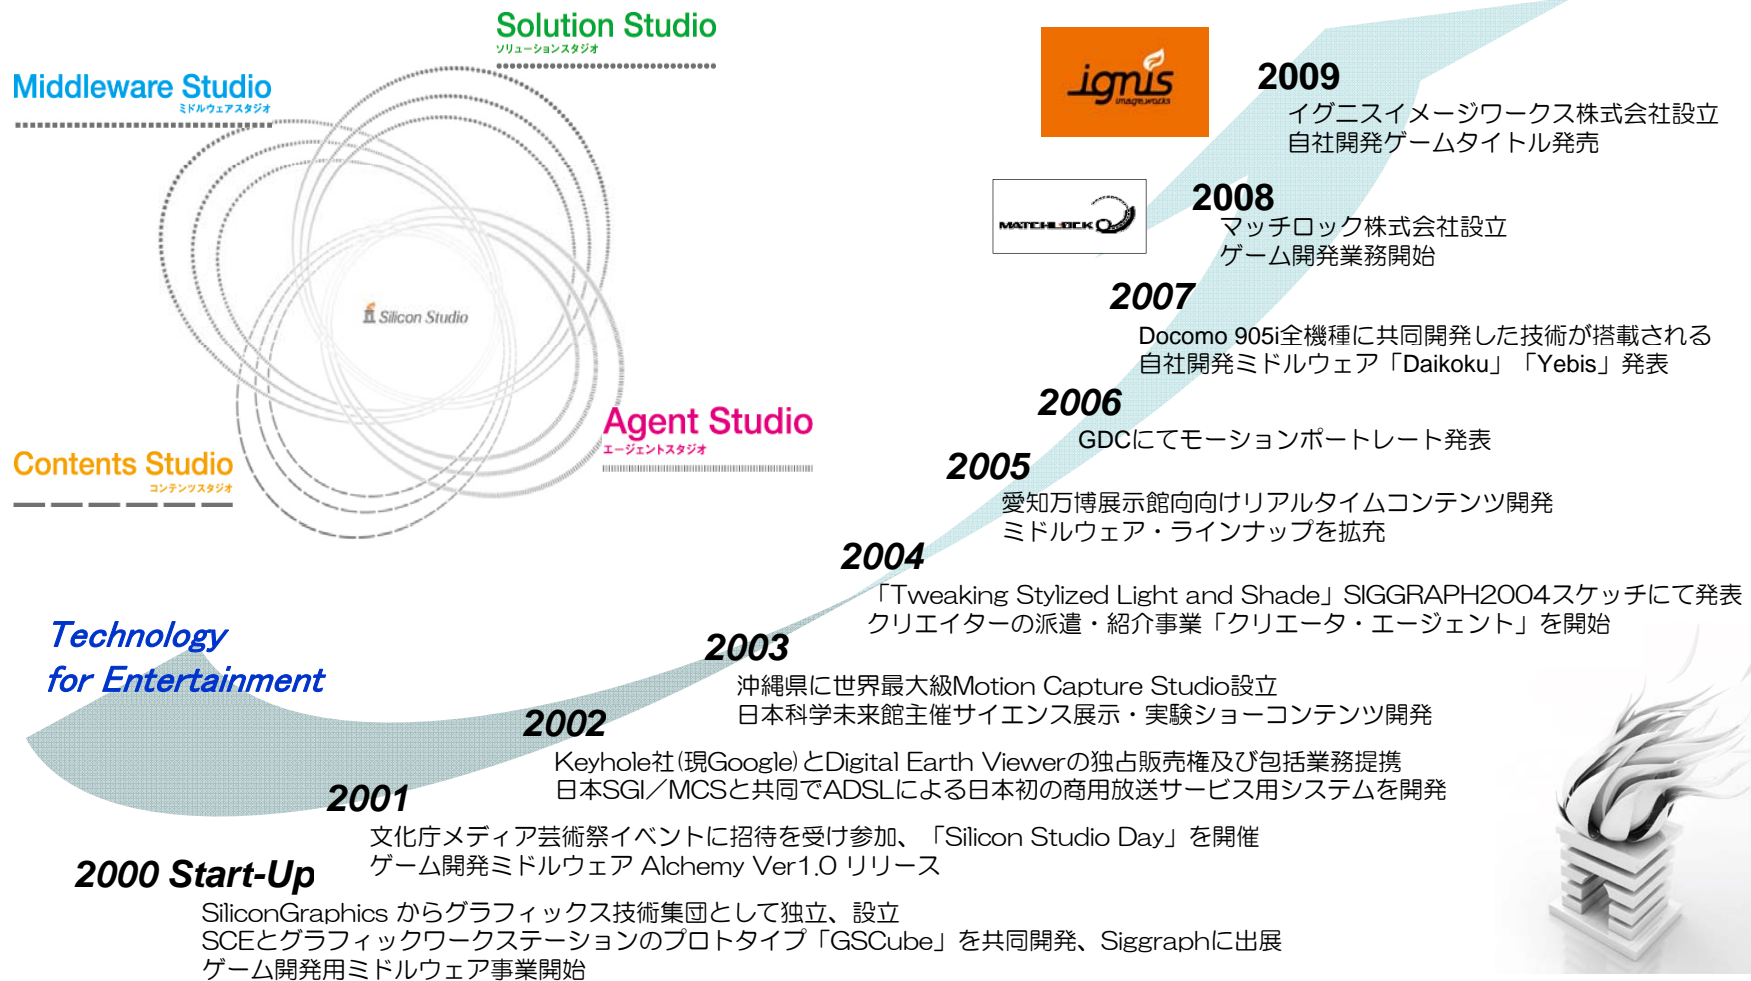 Solution Studio
ソリューションスタジオ
Middleware Studio
ミドルウェアスタジオ
Silicon Studio
Agent Studio
エージェントスタジオ
Contents Studio
コンテンツスタジオ
ignis
image.works
2009
イグニスイメージワークス株式会社設立
自社開発ゲームタイトル発売
MATCHLOCK
2008
マッチロック株式会社設立
ゲーム開発業務開始
2007
Docomo 905i全機種に共同開発した技術が搭載される
自社開発ミドルウェア「Daikoku」「Yebis」発表
2006
GDCにてモーションポートレート発表
2005
愛知万博展示館向向けリアルタイムコンテンツ開発
ミドルウェア・ラインナップを拡充
2004
「Tweaking Stylized Light and Shade」SIGGRAPH2004スケッチにて発表
クリエイターの派遣・紹介事業「クリエータ・エージェント」を開始
Technology
for Entertainment
2003
沖縄県に世界最大級Motion Capture Studio設立
日本科学未来館主催サイエンス展示・実験ショーコンテンツ開発
2002
Keyhole社(現Google)とDigital Earth Viewerの独占販売権及び包括業務提携
日本SGI／MCSと共同でADSLによる日本初の商用放送サービス用システムを開発
2001
文化庁メディア芸術祭イベントに招待を受け参加、「Silicon Studio Day」を開催
ゲーム開発ミドルウェア Alchemy Ver1.0 リリース
2000 Start-Up
SiliconGraphics からグラフィックス技術集団として独立、設立
SCEとグラフィックワークステーションのプロトタイプ「GSCube」を共同開発、Siggraphに出展
ゲーム開発用ミドルウェア事業開始